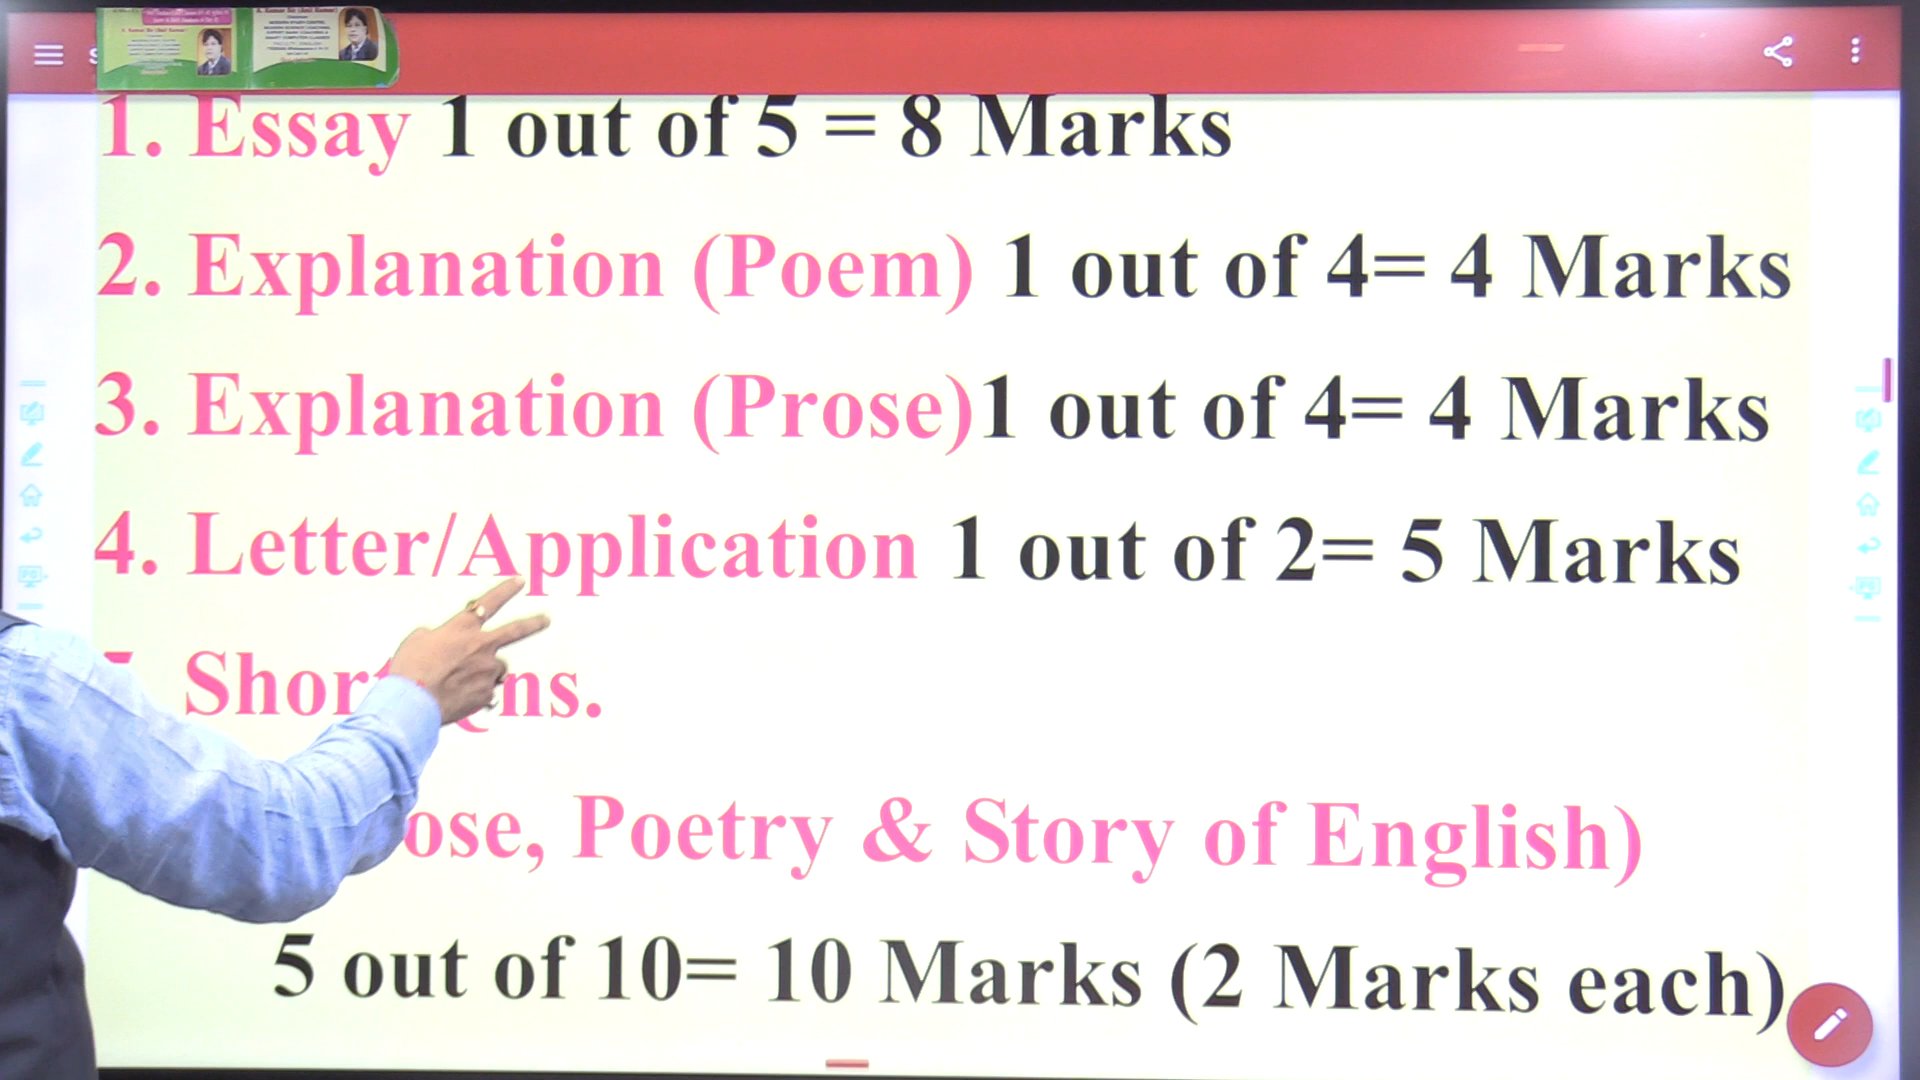 1. Essay 1 out of 5 = 8 Marks
2. Explanation (Poem) 1 out of 4= 4 Marks
3. Explanation (Prose)1 out of 4= 4 Marks
4. Letter/Application 1 out of 2= 5 Marks
Short ns.
ose, Poetry & Story of English)
5 out of 10= 10 Marks (2 Marks each)